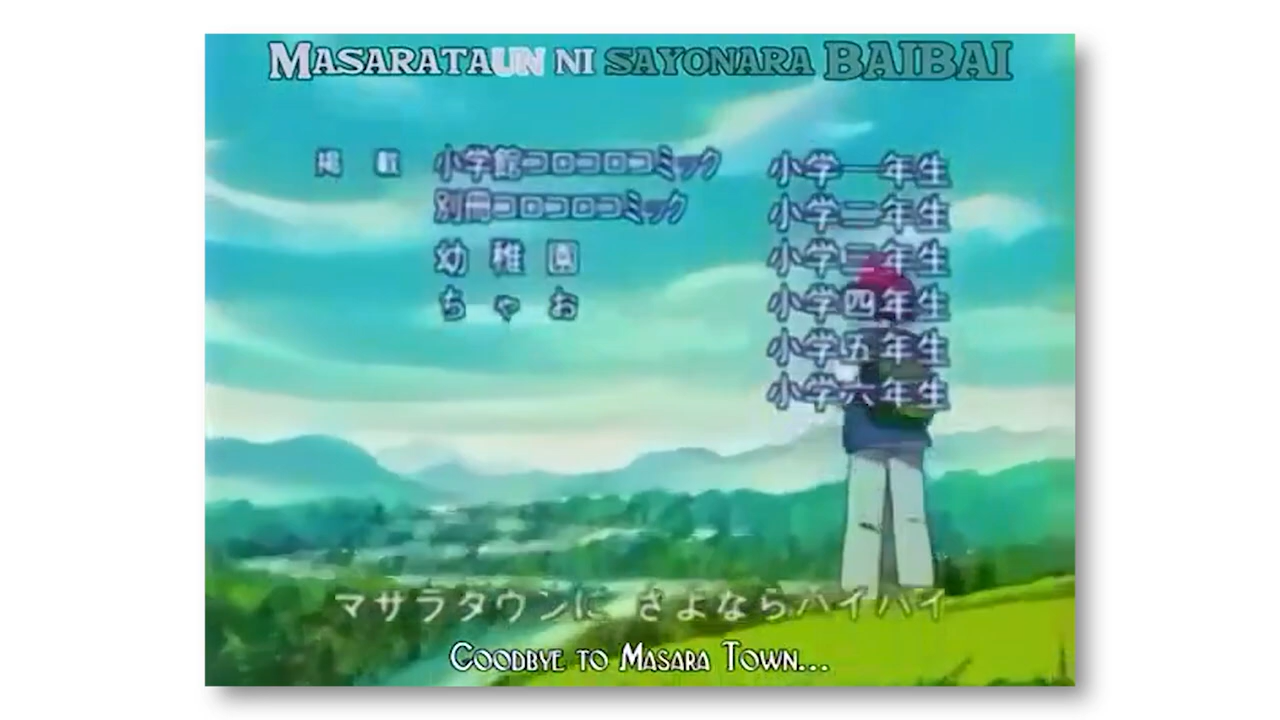 MASARATAUN NI SAYONARA BAIBAI
掲載 小学館コロコロコミック
別冊コロコロコミック
幼稚園
ちゃお
小学一年生
小学二年生
小学三年生
小学四年生
小学五年生
小学六年生
マサラタウンに さよならバイバイ
GOODBYE TO MASARA TOWN...